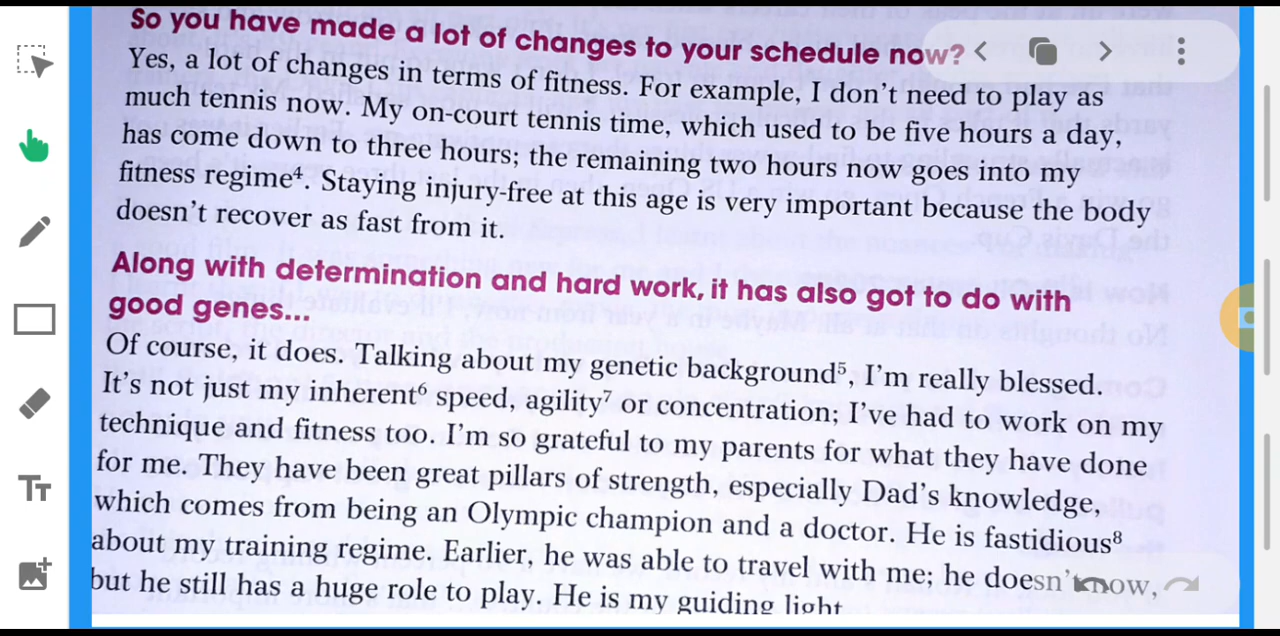 So you have made a lot of changes to your schedule now?
Yes, a lot of changes in terms of fitness. For example, I don't need to play as
much tennis now. My on-court tennis time, which used to be five hours a day,
has come down to three hours; the remaining two hours now goes into my
fitness regime⁴. Staying injury-free at this age is very important because the body
doesn't recover as fast from it.
Along with determination and hard work, it has also got to do with
good genes...
Of course, it does. Talking about my genetic background⁵, I'm really blessed.
It's not just my inherent⁶ speed, agility⁷ or concentration; I've had to work on my
technique and fitness too. I'm so grateful to my parents for what they have done
for me. They have been great pillars of strength, especially Dad's knowledge,
which comes from being an Olympic champion and a doctor. He is fastidious⁸
about my training regime. Earlier, he was able to travel with me; he doesn't now,
but he still has a huge role to play. He is my guiding light
Tт